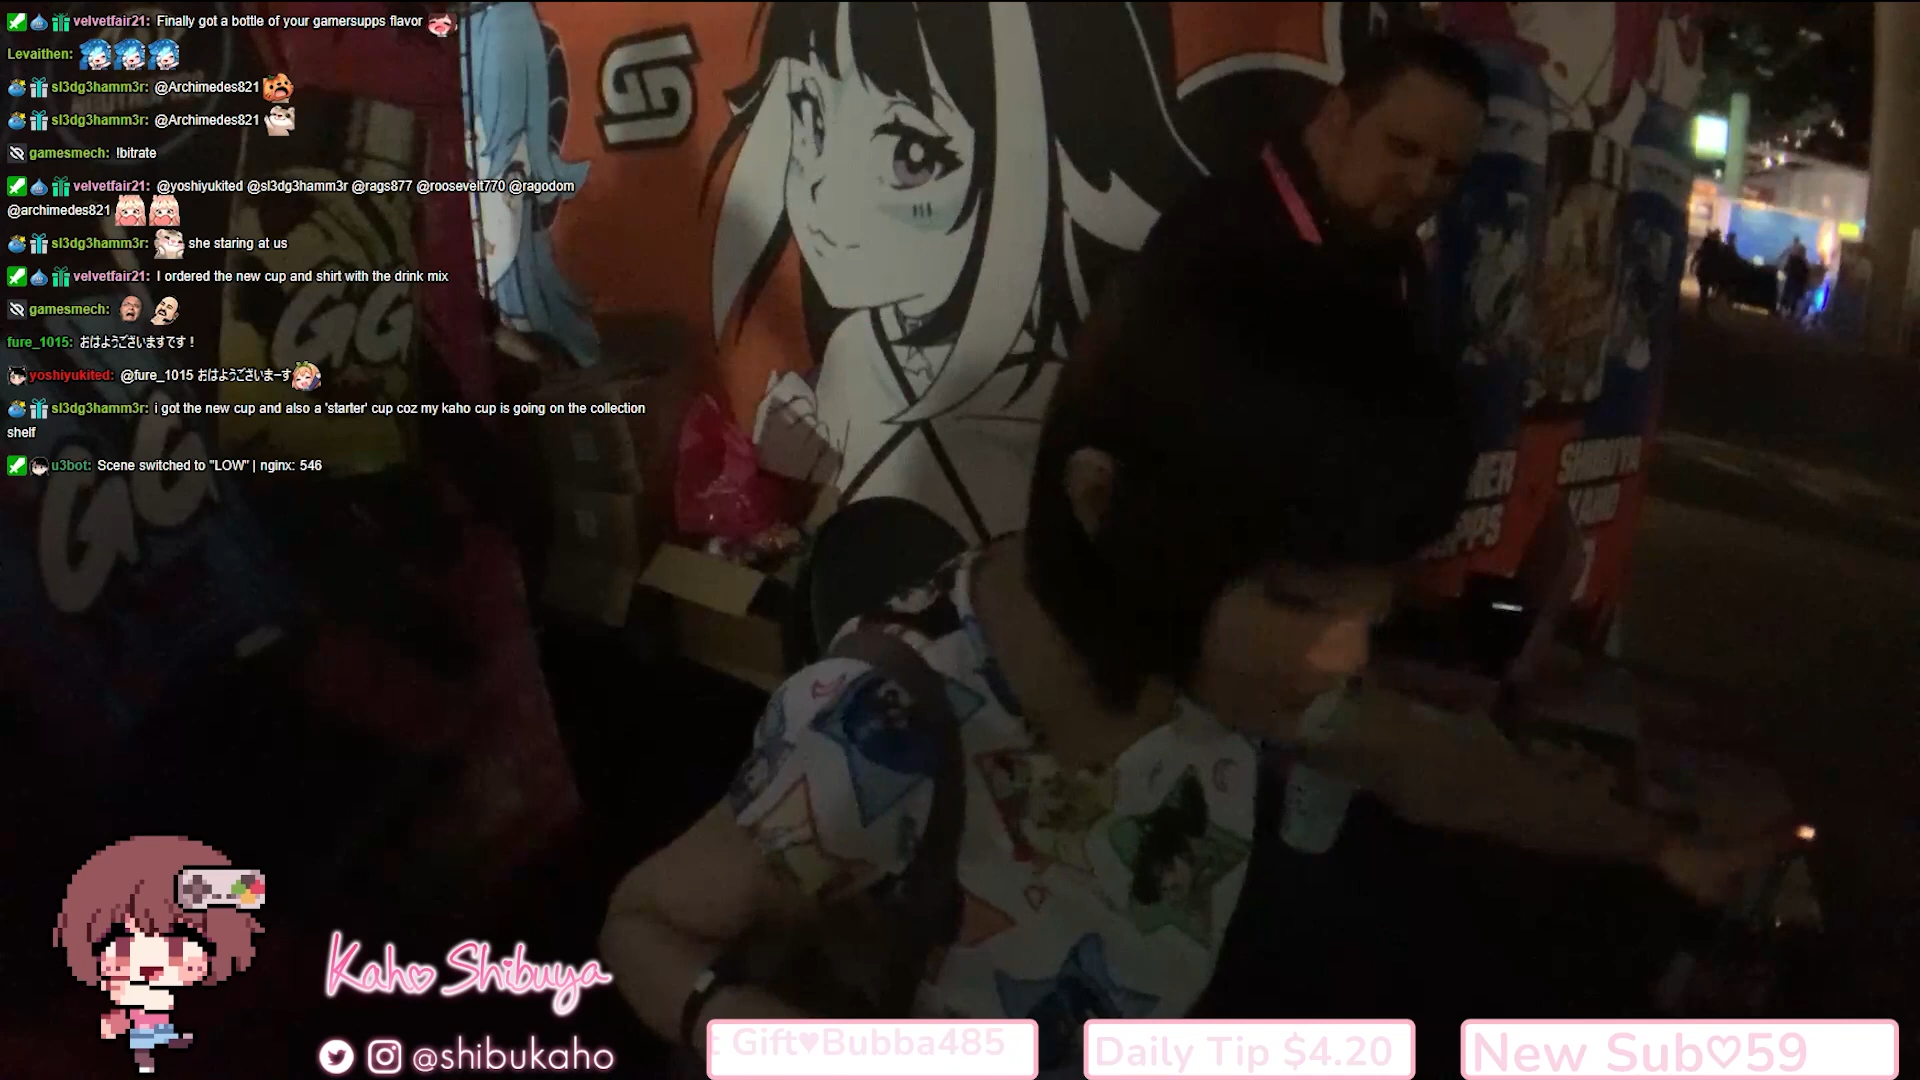 velvetfair21: Finally got a bottle of your gamersupps flavor
Levaithen:
sl3dg3hamm3r: @Archimedes821
sl3dg3hamm3r: @Archimedes821
gamesmech: !bitrate
velvetfair21: @yoshiyukited @sl3dg3hamm3r @rags877 @roosevelt770 @ragodom
@archimedes821
sl3dg3hamm3r: she staring at us
velvetfair21: I ordered the new cup and shirt with the drink mix
gamesmech:
fure_1015: おはようございますです！
yoshiyukited: @fure_1015 おはようございまーす
sl3dg3hamm3r: i got the new cup and also a 'starter' cup coz my kaho cup is going on the collection
shelf
u3bot: Scene switched to "LOW" | nginx: 546
GG
GG
SHIBUYA
KAHO
Kaho Shibuya
@shibukaho
t Gift♥Bubba485
Daily Tip $4.20
New Sub♡59